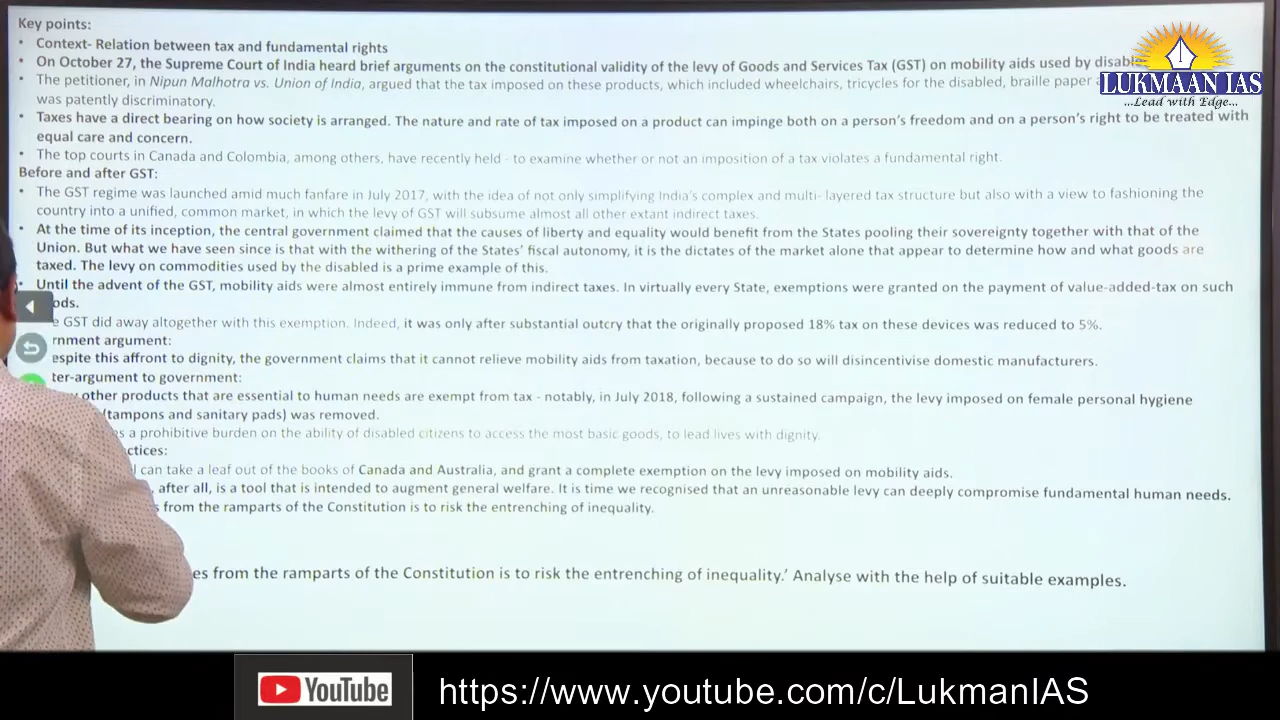 Key points:
• Context- Relation between tax and fundamental rights
• On October 27, the Supreme Court of India heard brief arguments on the constitutional validity of the levy of Goods and Services Tax (GST) on mobility aids used by
• The petitioner, in Nipun Malhotra vs. Union of India, argued that the tax imposed on these products, which included wheelchairs, tricycles for the disabled, braille paper
was patently discriminatory.
• Taxes have a direct bearing on how society is arranged. The nature and rate of tax imposed on a product can impinge both on a person's freedom and on a person's right to be treated with
equal care and concern.
• The top courts in Canada and Colombia, among others, have recently held - to examine whether or not an imposition of a tax violates a fundamental right.
Before and after GST:
• The GST regime was launched amid much fanfare in July 2017, with the idea of not only simplifying India's complex and multi- layered tax structure but also with a view to fashioning the
country into a unified, common market, in which the levy of GST will subsume almost all other extant indirect taxes.
• At the time of its inception, the central government claimed that the causes of liberty and equality would benefit from the States pooling their sovereignty together with that of the
Union. But what we have seen since is that with the withering of the States' fiscal autonomy, it is the dictates of the market alone that appear to determine how and what goods are
taxed. The levy on commodities used by the disabled is a prime example of this.
• Until the advent of the GST, mobility aids were almost entirely immune from indirect taxes. In virtually every State, exemptions were granted on the payment of value-added-tax on such
ods.
e GST did away altogether with this exemption. Indeed, it was only after substantial outcry that the originally proposed 18% tax on these devices was reduced to 5%.
rnment argument:
espite this affront to dignity, the government claims that it cannot relieve mobility aids from taxation, because to do so will disincentivise domestic manufacturers.
ter-argument to government:
other products that are essential to human needs are exempt from tax - notably, in July 2018, following a sustained campaign, the levy imposed on female personal hygiene
(tampons and sanitary pads) was removed.
a prohibitive burden on the ability of disabled citizens to access the most basic goods, to lead lives with dignity.
ctices:
can take a leaf out of the books of Canada and Australia, and grant a complete exemption on the levy imposed on mobility aids.
, after all, is a tool that is intended to augment general welfare. It is time we recognised that an unreasonable levy can deeply compromise fundamental human needs.
s from the ramparts of the Constitution is to risk the entrenching of inequality.
es from the ramparts of the Constitution is to risk the entrenching of inequality.' Analyse with the help of suitable examples.
LUKMAAN IAS
...Lead with Edge...
YouTube
https://www.youtube.com/c/LukmanIAS